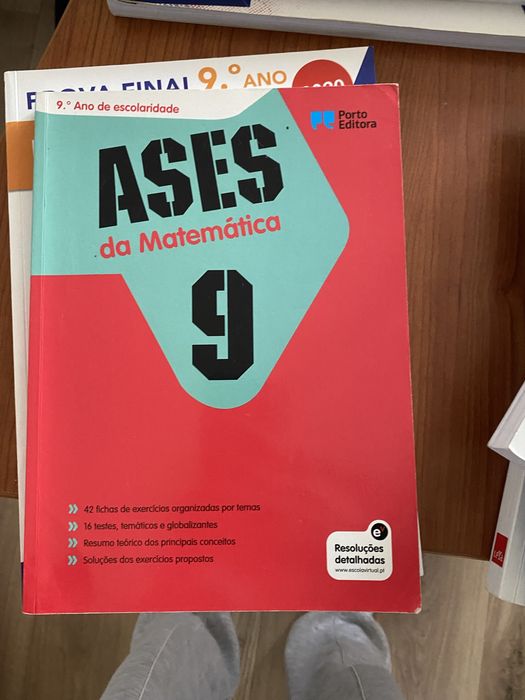 PROVA FINAL 9.º ANO
2020
9.º Ano de escolaridade
Porto
Editora
ASES
da Matemática
9
42 fichas de exercícios organizadas por temas
16 testes, temáticos e globalizantes
Resumo teórico dos principais conceitos
Soluções dos exercícios propostos
e
Resoluções
detalhadas
www.escolavirtual.pt